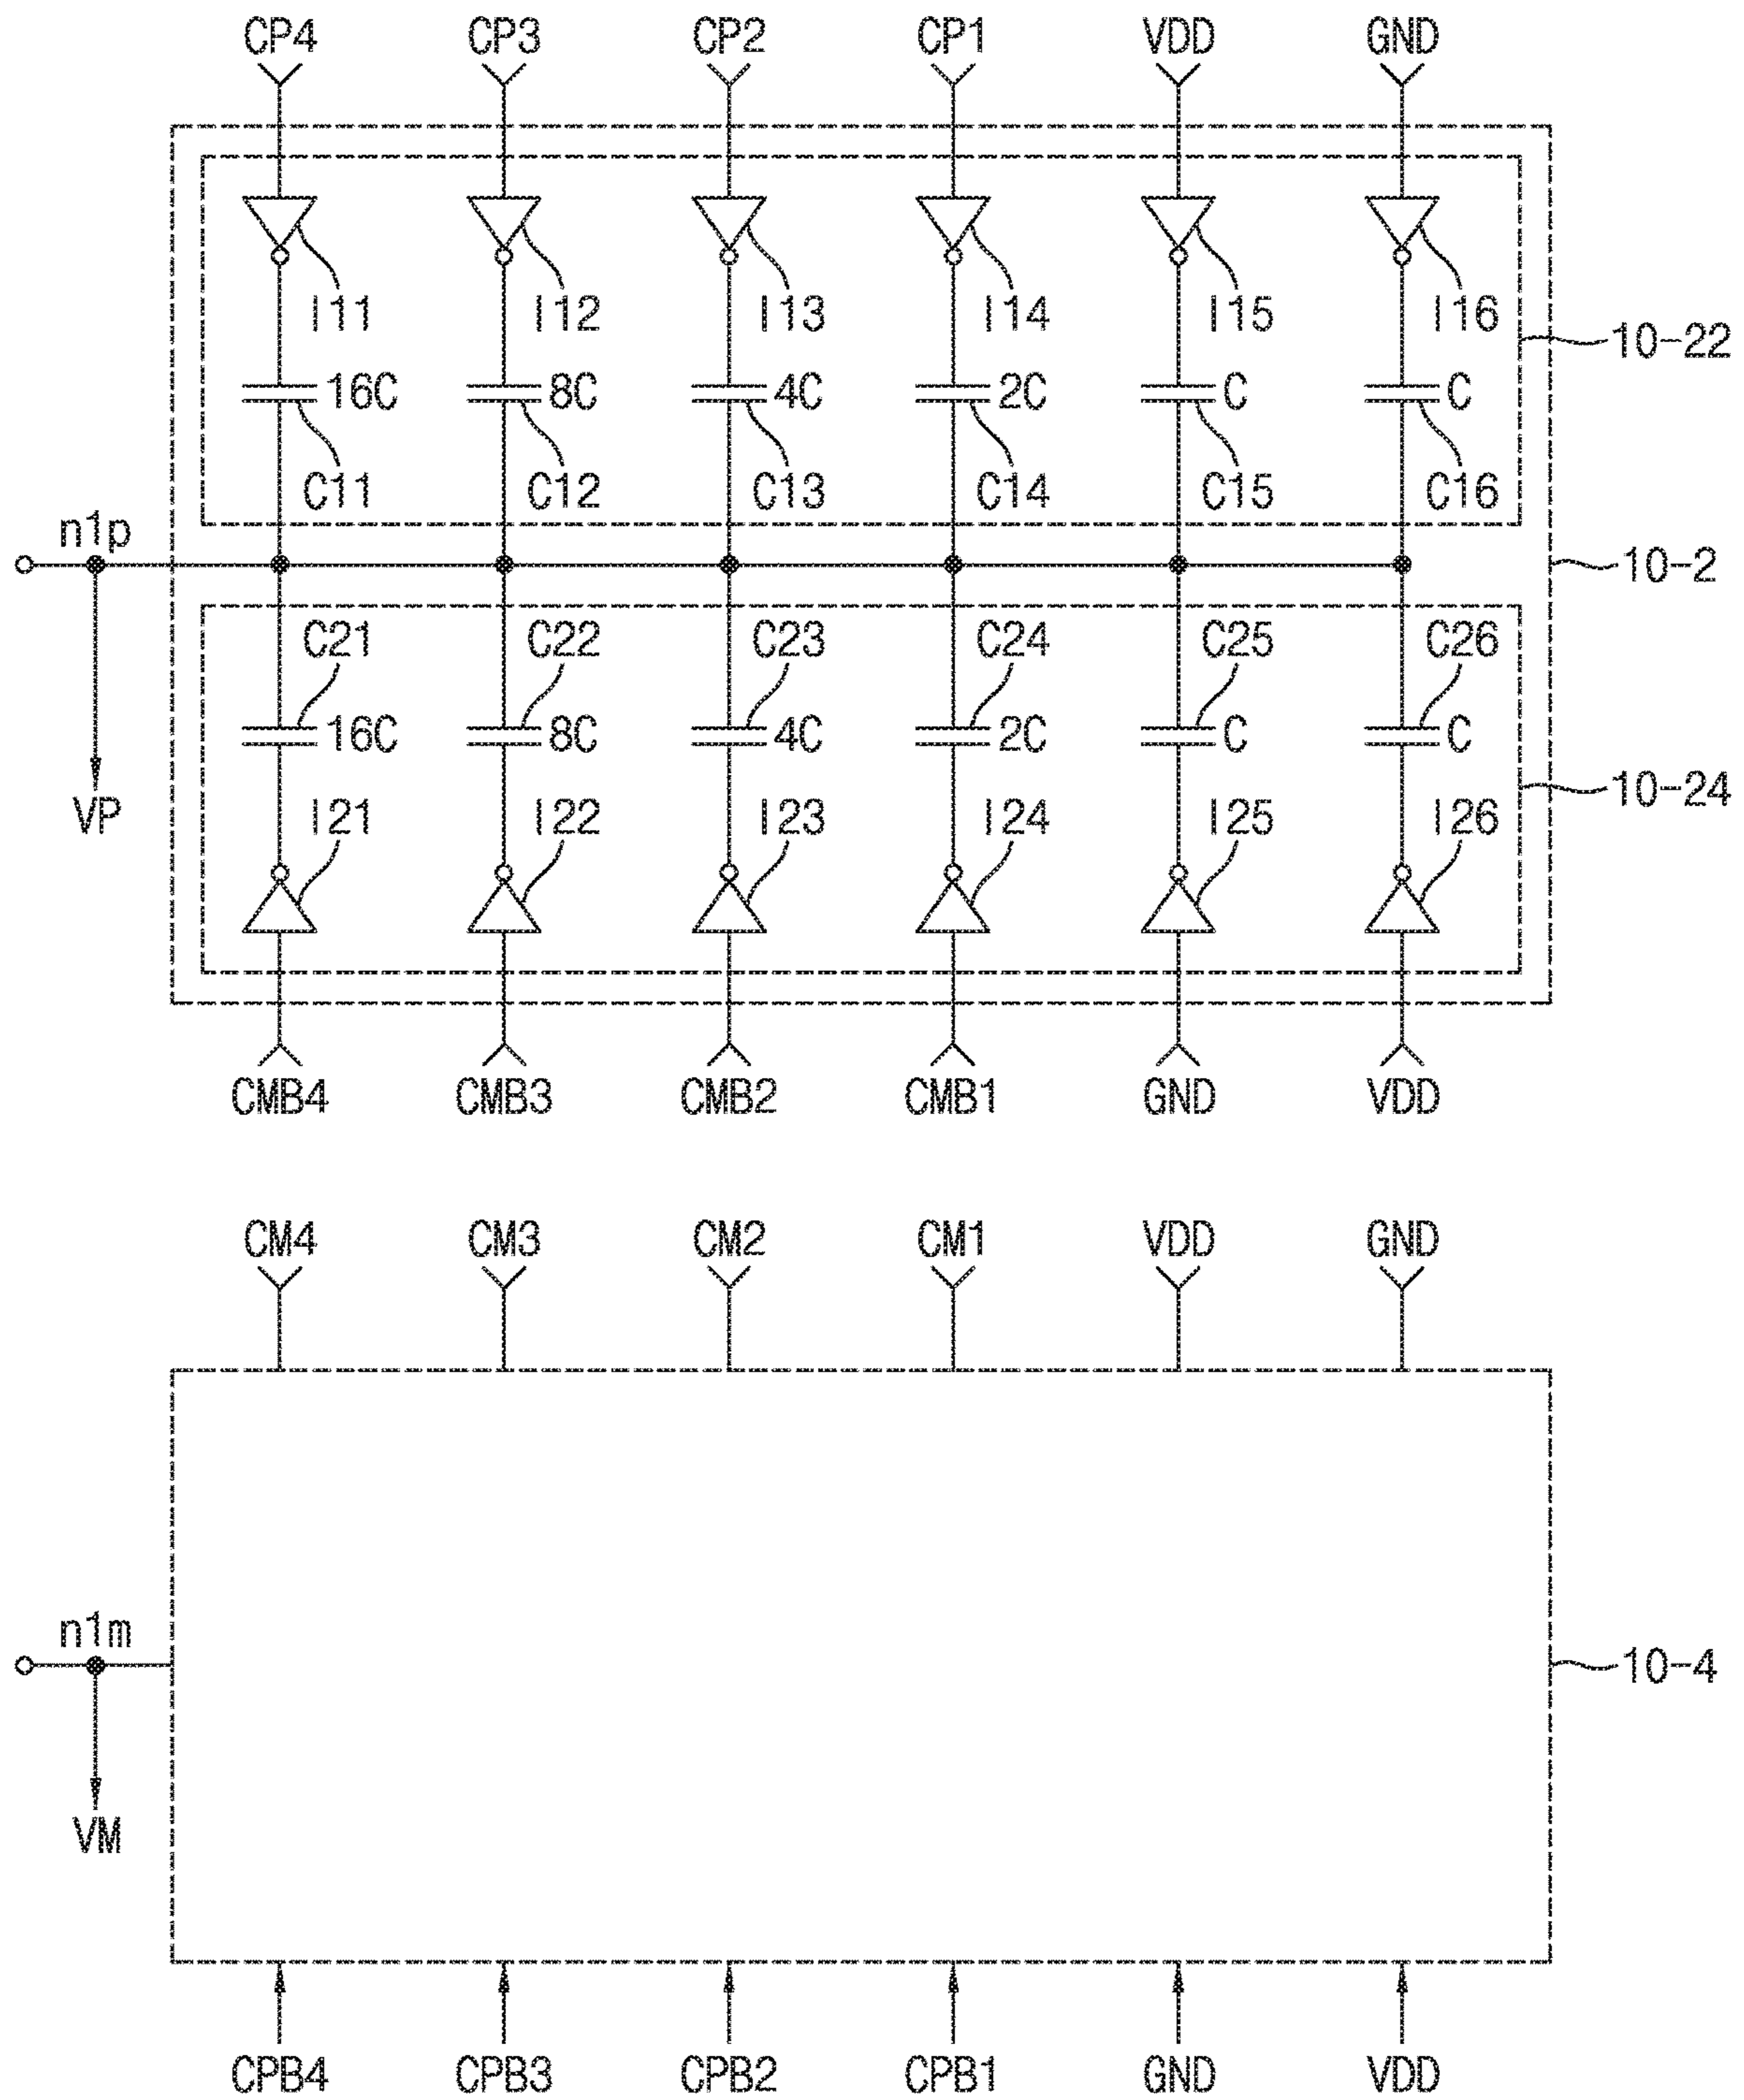 CP4 CP3 CP2 CP1 VDD GND
I11 I12 I13 I14 I15 I16
10-22
16C 8C 4C 2C C C
C11 C12 C13 C14 C15 C16
n1p
10-2
C21 C22 C23 C24 C25 C26
16C 8C 4C 2C C C
10-24
VP
I21 I22 I23 I24 I25 I26
CMB4 CMB3 CMB2 CMB1 GND VDD
CM4 CM3 CM2 CM1 VDD GND
n1m
10-4
VM
CPB4 CPB3 CPB2 CPB1 GND VDD